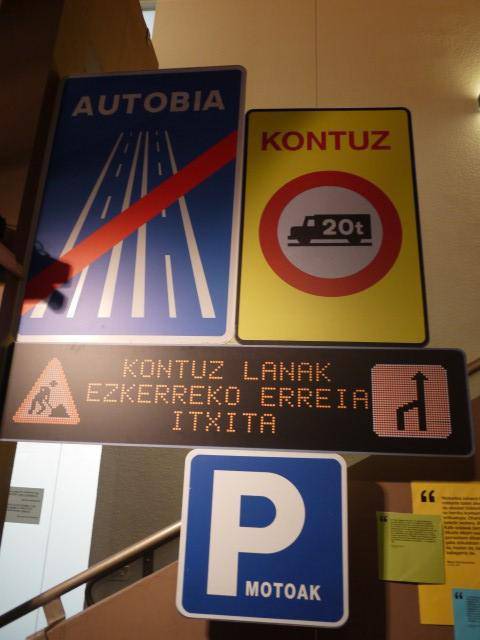 AUTOBIA
KONTUZ
20t
KONTUZ LANAK
EZKERREKO ERREIA
ITXITA
P
MOTOAK